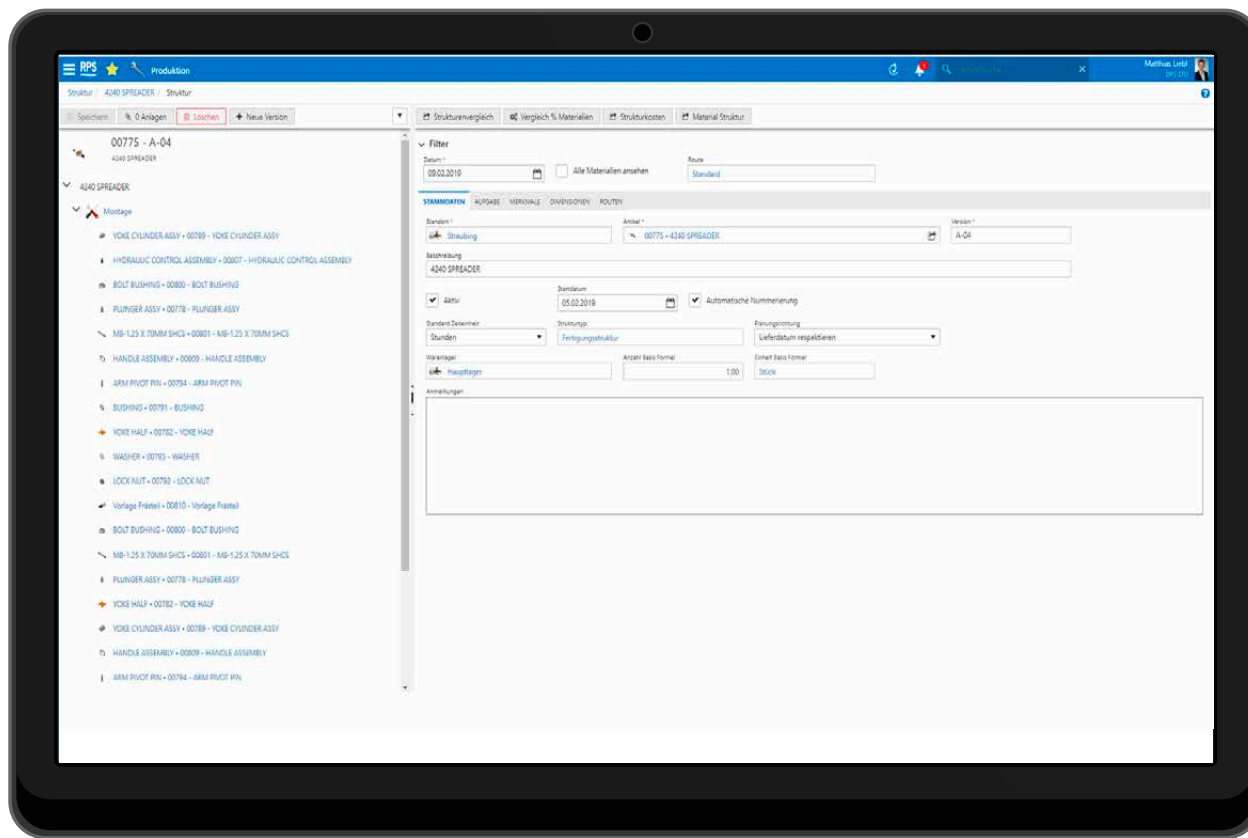 RPS Produktion
Matthias Liebl
DPS CTO
Struktur / 4240 SPREADER / Struktur
Speichern 0 Anlagen Löschen + Neue Version
Strukturenvergleich Vergleich % Materialien Strukturkosten Material Struktur
00775 - A-04
4240 SPREADER
4240 SPREADER
Montage
YOKE CYLINDER ASSY • 00789 - YOKE CYLINDER ASSY
HYDRAULIC CONTROL ASSEMBLY • 00807 - HYDRAULIC CONTROL ASSEMBLY
BOLT BUSHING • 00800 - BOLT BUSHING
PLUNGER ASSY • 00778 - PLUNGER ASSY
M8-1.25 X 70MM SHCS • 00801 - M8-1.25 X 70MM SHCS
HANDLE ASSEMBLY • 00809 - HANDLE ASSEMBLY
ARM PIVOT PIN • 00794 - ARM PIVOT PIN
BUSHING • 00791 - BUSHING
YOKE HALF • 00782 - YOKE HALF
WASHER • 00793 - WASHER
LOCK NUT • 00792 - LOCK NUT
Vorlage Frästeil • 00810 - Vorlage Frästeil
BOLT BUSHING • 00800 - BOLT BUSHING
M8-1.25 X 70MM SHCS • 00801 - M8-1.25 X 70MM SHCS
PLUNGER ASSY • 00778 - PLUNGER ASSY
YOKE HALF • 00782 - YOKE HALF
YOKE CYLINDER ASSY • 00789 - YOKE CYLINDER ASSY
HANDLE ASSEMBLY • 00809 - HANDLE ASSEMBLY
ARM PIVOT PIN • 00794 - ARM PIVOT PIN
Filter
Datum * Route
09.02.2019 Alle Materialien ansehen Standard
STAMMDATEN AUFGABE MERKMALE DIMENSIONEN ROUTEN
Standort * Artikel * Version *
Straubing 00775 • 4240 SPREADER A-04
Beschreibung
4240 SPREADER
Startdatum
Aktiv 05.02.2019 Automatische Nummerierung
Standard Zeiteinheit Strukturtyp Planungsrichtung
Stunden Fertigungsstruktur Lieferdatum respektieren
Warenlager Anzahl Basis Formel Einheit Basis Formel
Hauptlager 1,00 Stück
Anmerkungen